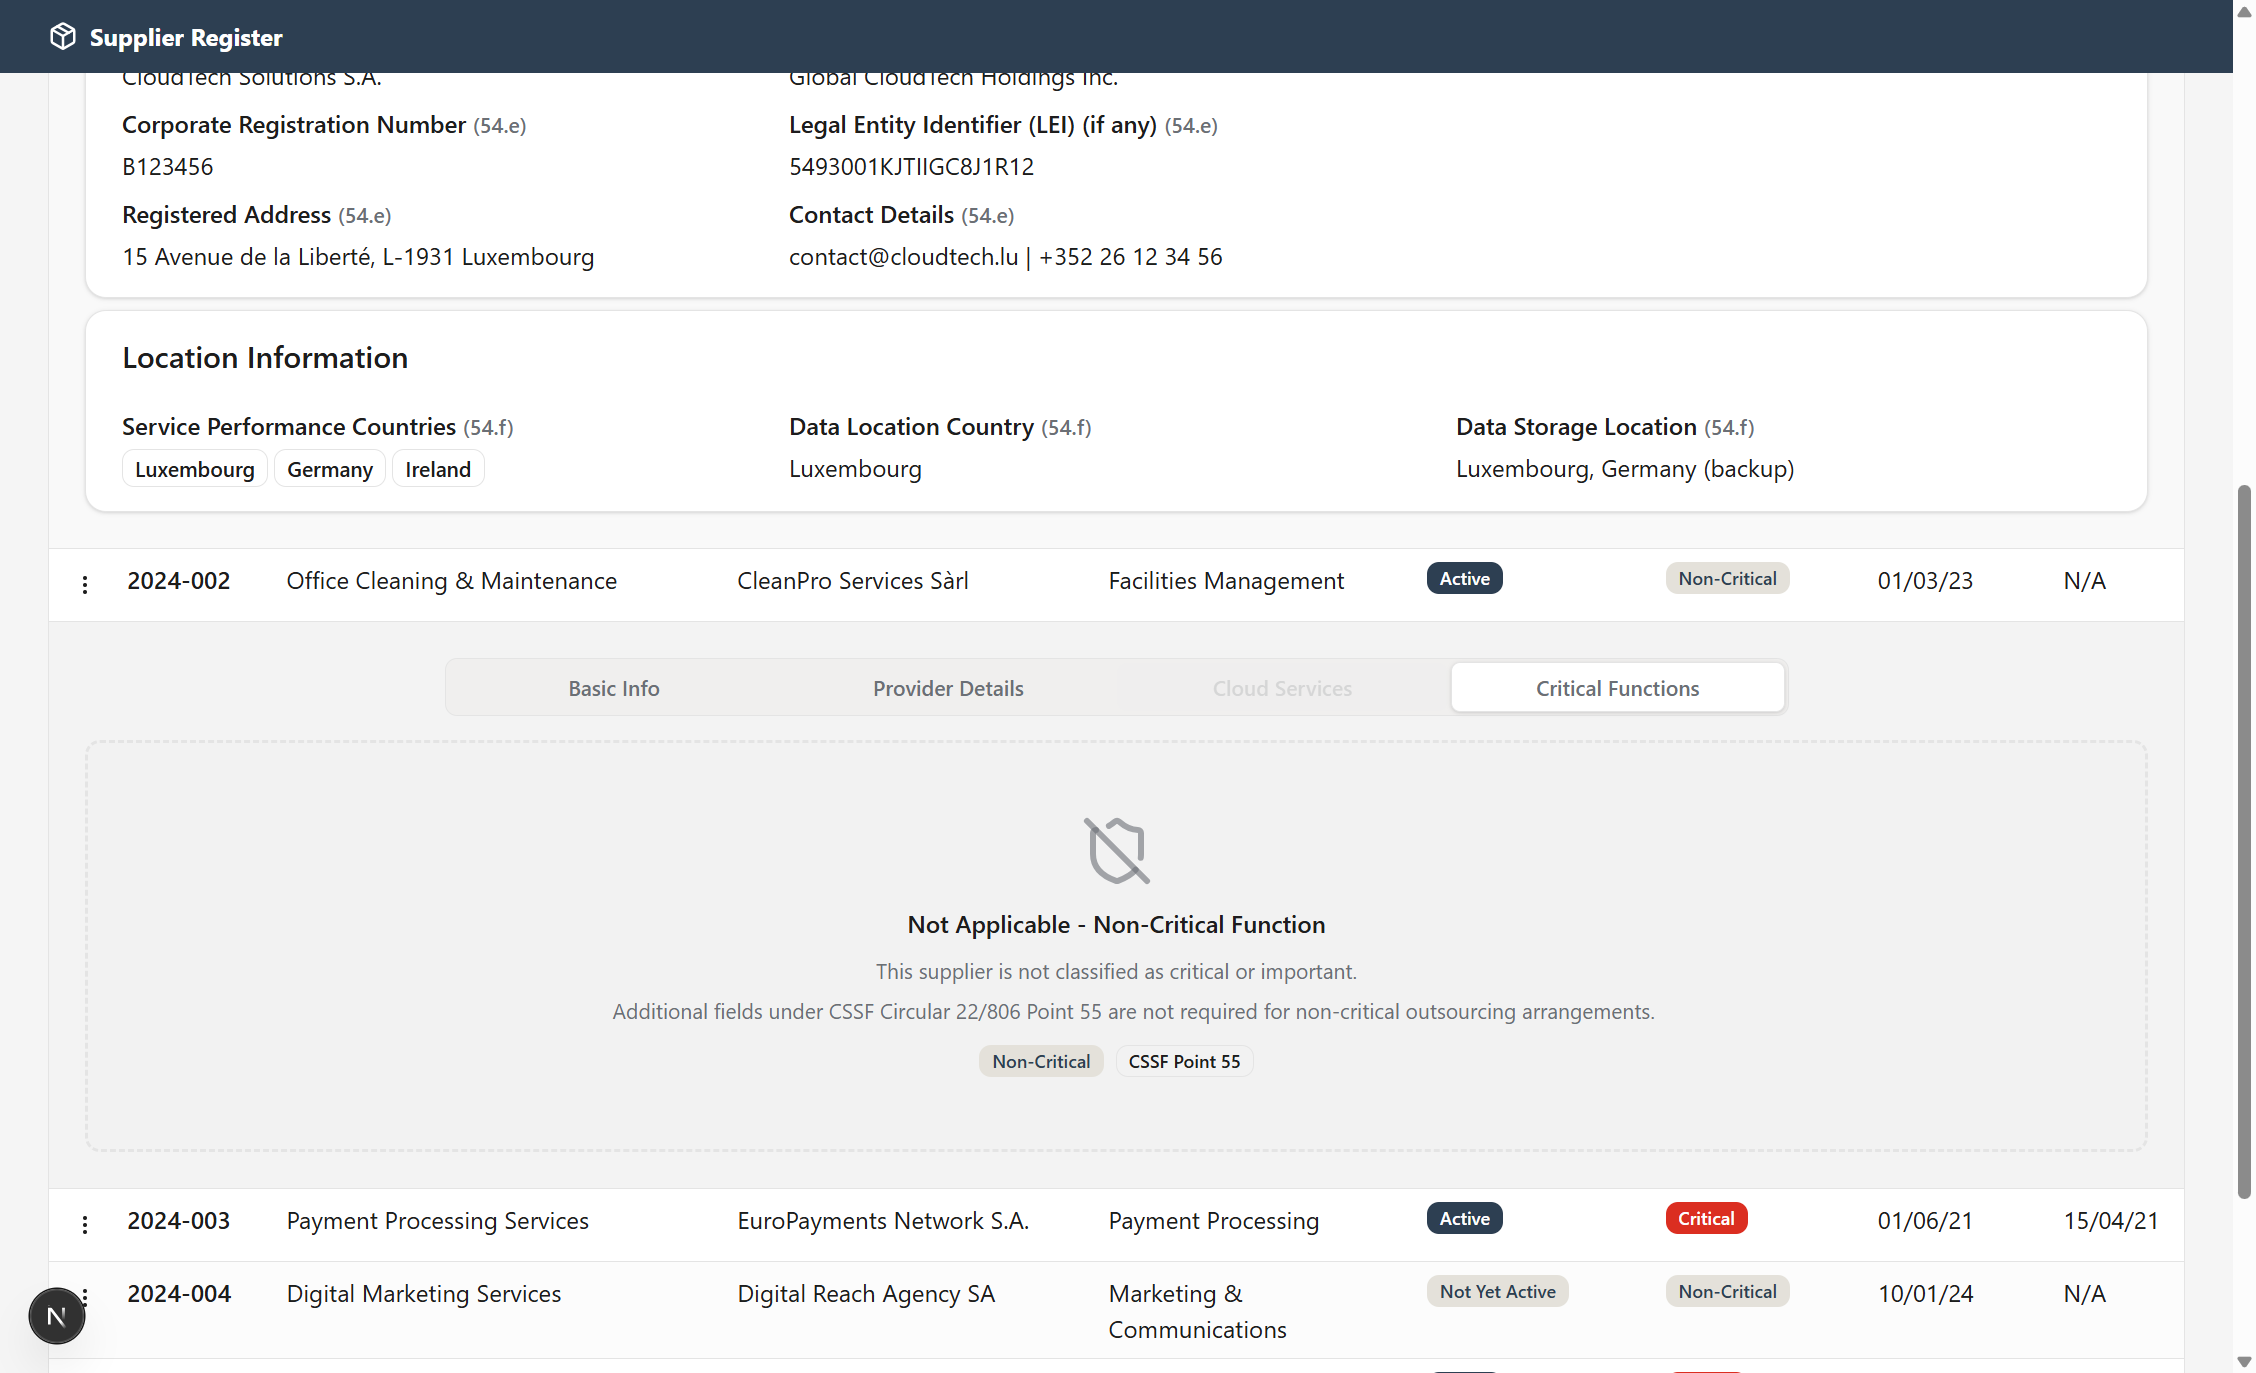 Supplier Register
CloudTech Solutions S.A. Global CloudTech Holdings Inc.
Corporate Registration Number (54.e) Legal Entity Identifier (LEI) (if any) (54.e)
B123456 5493001KJTIIGC8J1R12
Registered Address (54.e) Contact Details (54.e)
15 Avenue de la Liberté, L-1931 Luxembourg contact@cloudtech.lu | +352 26 12 34 56
Location Information
Service Performance Countries (54.f) Data Location Country (54.f) Data Storage Location (54.f)
Luxembourg Germany Ireland Luxembourg Luxembourg, Germany (backup)
2024-002 Office Cleaning & Maintenance CleanPro Services Sàrl Facilities Management Active Non-Critical 01/03/23 N/A
Basic Info Provider Details Cloud Services Critical Functions
Not Applicable - Non-Critical Function
This supplier is not classified as critical or important.
Additional fields under CSSF Circular 22/806 Point 55 are not required for non-critical outsourcing arrangements.
Non-Critical CSSF Point 55
2024-003 Payment Processing Services EuroPayments Network S.A. Payment Processing Active Critical 01/06/21 15/04/21
2024-004 Digital Marketing Services Digital Reach Agency SA Marketing & Not Yet Active Non-Critical 10/01/24 N/A
Communications
N